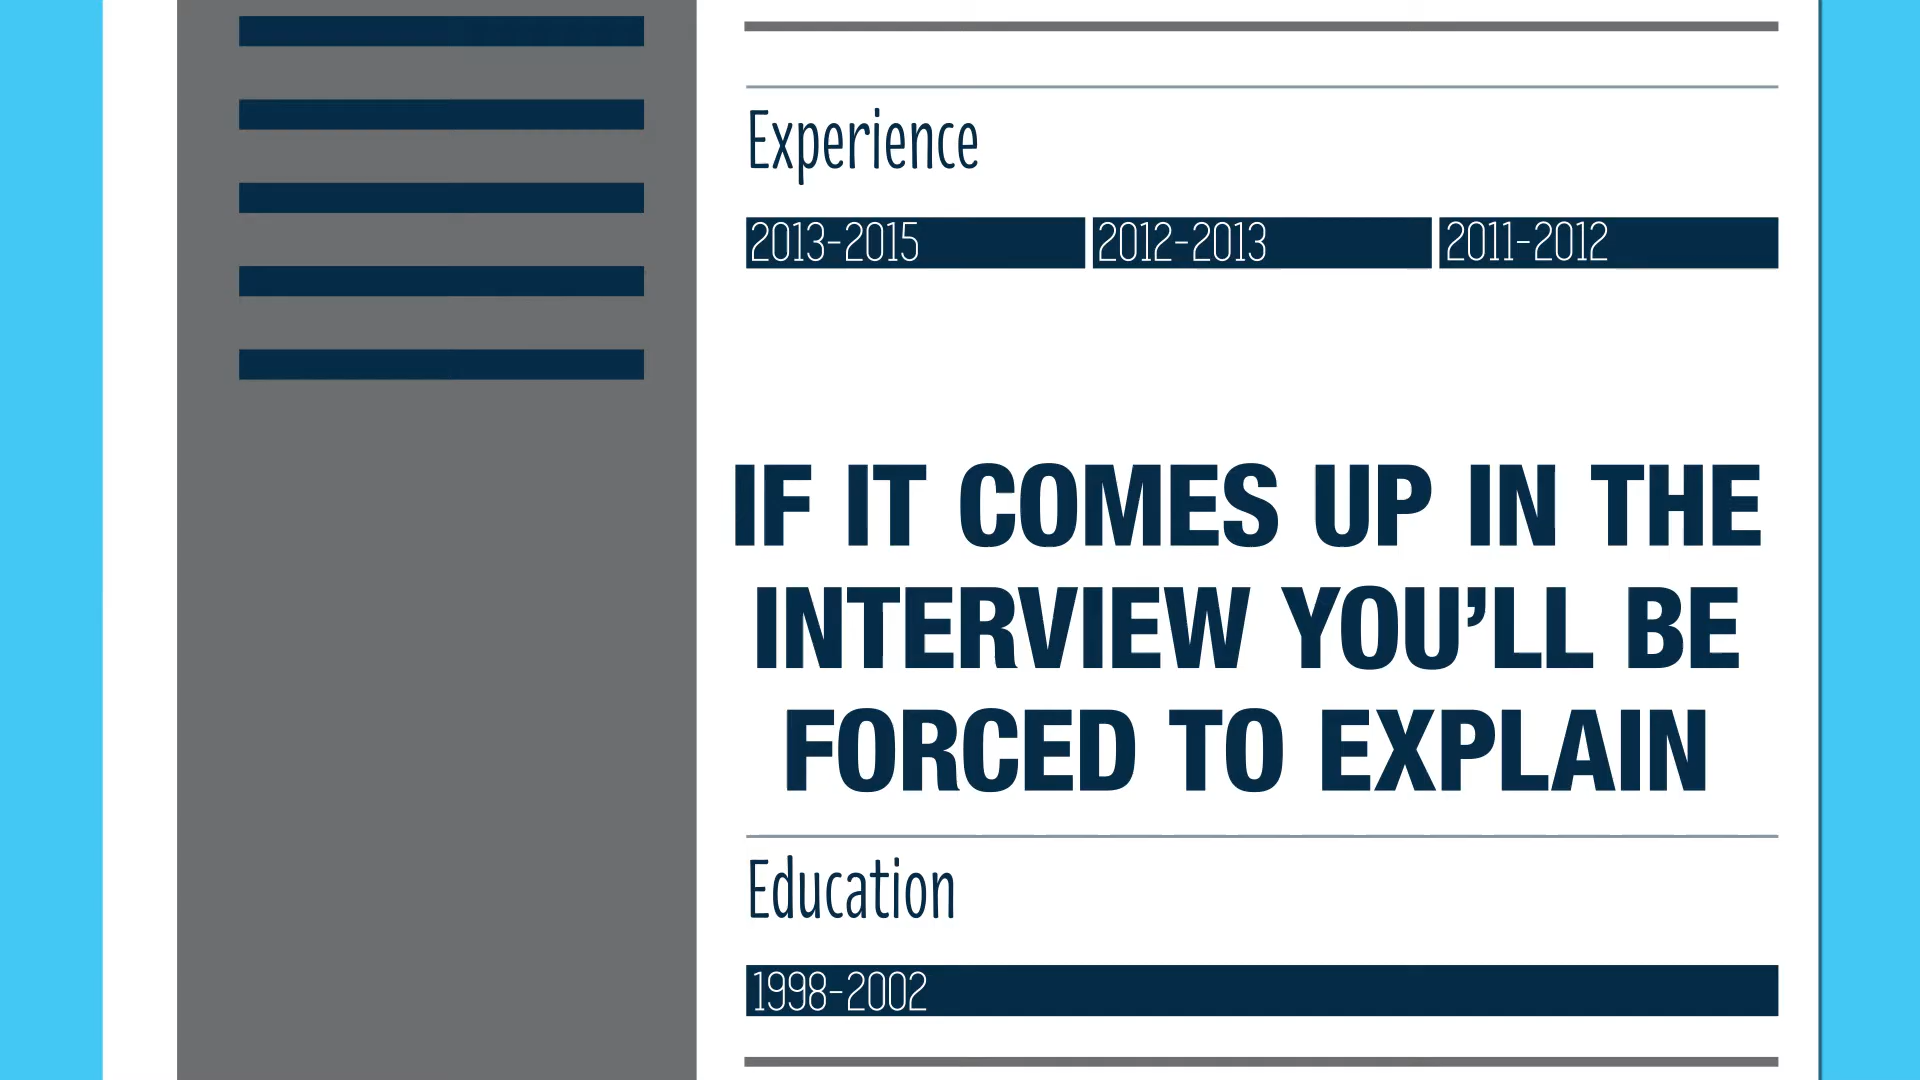 Experience
2013-2015 2012-2013 2011-2012
IF IT COMES UP IN THE
INTERVIEW YOU’LL BE
FORCED TO EXPLAIN
Education
1998-2002